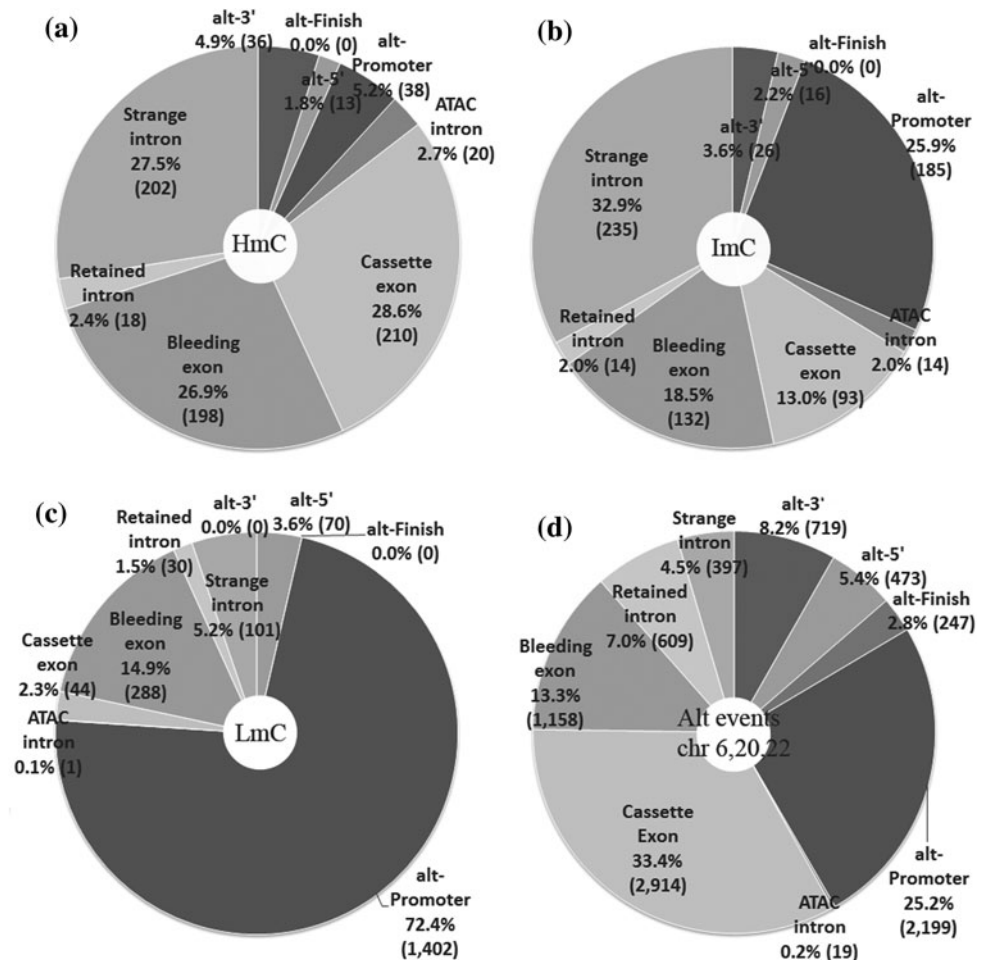 (a)
alt-3'
4.9% (36)
alt-Finish
0.0% (0)
alt-5'
1.8% (13)
alt-
Promoter
5.2% (38)
ATAC
intron
2.7% (20)
Cassette
exon
28.6%
(210)
Bleeding
exon
26.9%
(198)
Retained
intron
2.4% (18)
Strange
intron
27.5%
(202)
HmC
(b)
alt-3'
3.6% (26)
alt-5'
2.2% (16)
alt-Finish
0.0% (0)
alt-
Promoter
25.9%
(185)
ATAC
intron
2.0% (14)
Cassette
exon
13.0% (93)
Bleeding
exon
18.5%
(132)
Retained
intron
2.0% (14)
Strange
intron
32.9%
(235)
ImC
(c)
alt-3'
0.0% (0)
alt-5'
3.6% (70)
alt-Finish
0.0% (0)
alt-
Promoter
72.4%
(1,402)
ATAC
intron
0.1% (1)
Cassette
exon
2.3% (44)
Bleeding
exon
14.9%
(288)
Retained
intron
1.5% (30)
Strange
intron
5.2% (101)
LmC
(d)
alt-3'
8.2% (719)
alt-5'
5.4% (473)
alt-Finish
2.8% (247)
alt-
Promoter
25.2%
(2,199)
ATAC
intron
0.2% (19)
Cassette
Exon
33.4%
(2,914)
Bleeding
exon
13.3%
(1,158)
Retained
intron
7.0% (609)
Strange
intron
4.5% (397)
Alt events
chr 6,20,22